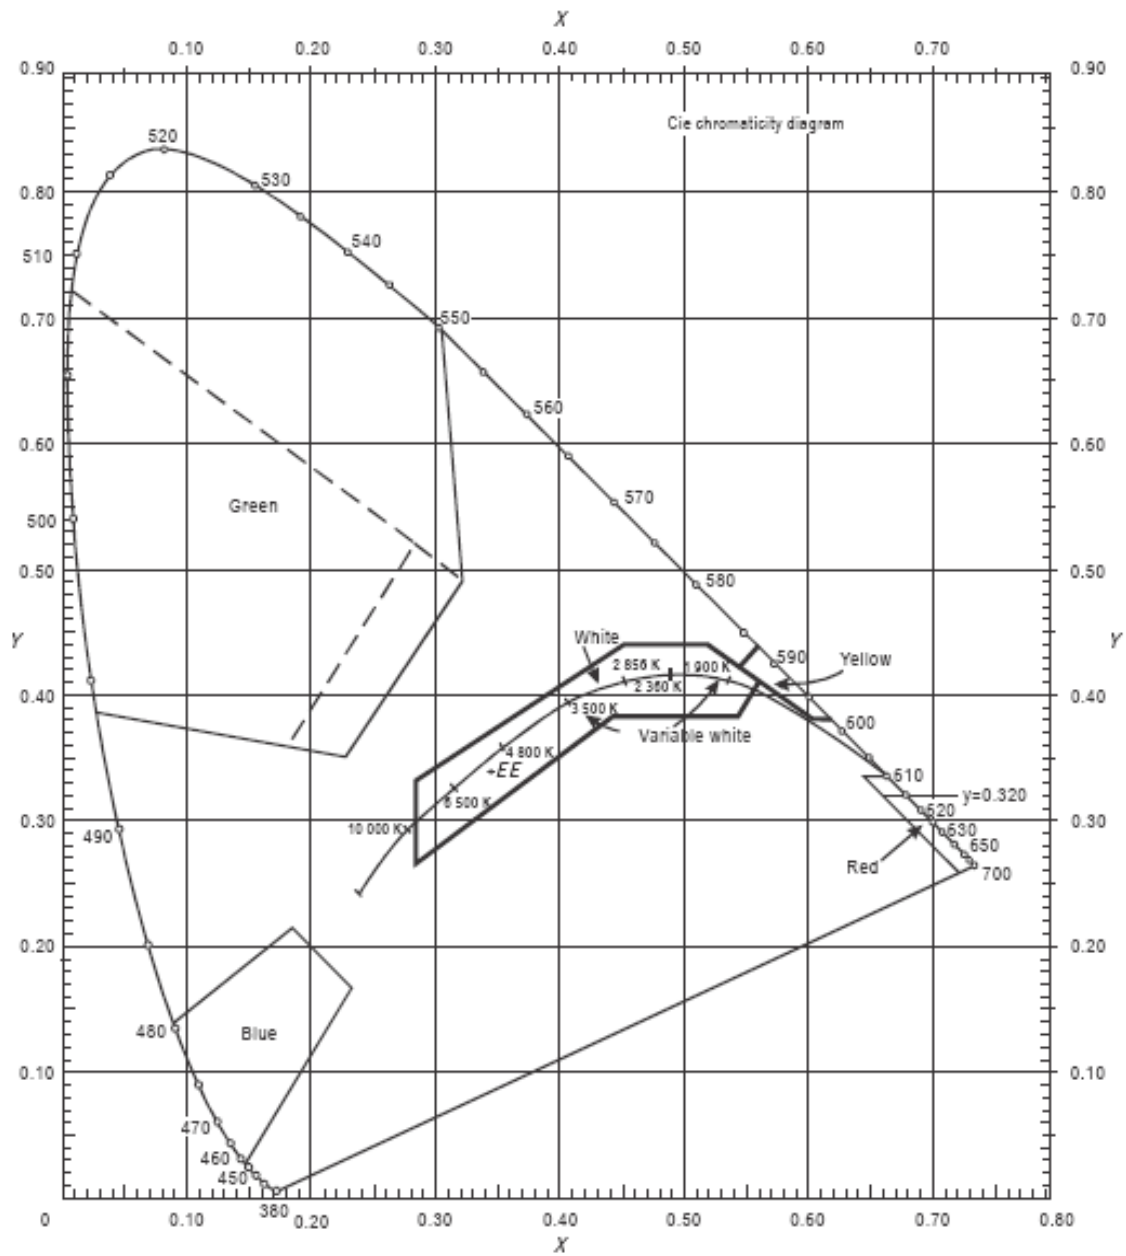 X
0.10 0.20 0.30 0.40 0.50 0.60 0.70
0.90 0.90
Cie chromaticity diagram
520
530
0.80 0.80
540
510
550
0.70 0.70
560
0.60 0.60
570
Green
500
0.50 0.50
580
Y Y
White
590
Yellow
2 856 K 1 900 K
2 360 K
0.40 0.40
3 500 K
600
Variable white
4 800 K
+EE
610
6 500 K
y=0.320
620
10 000 K
0.30 0.30
630
490
650
Red
700
0.20 0.20
480
Blue
0.10 0.10
470
460
450
380
0 0.10 0.20 0.30 0.40 0.50 0.60 0.70 0.80
X